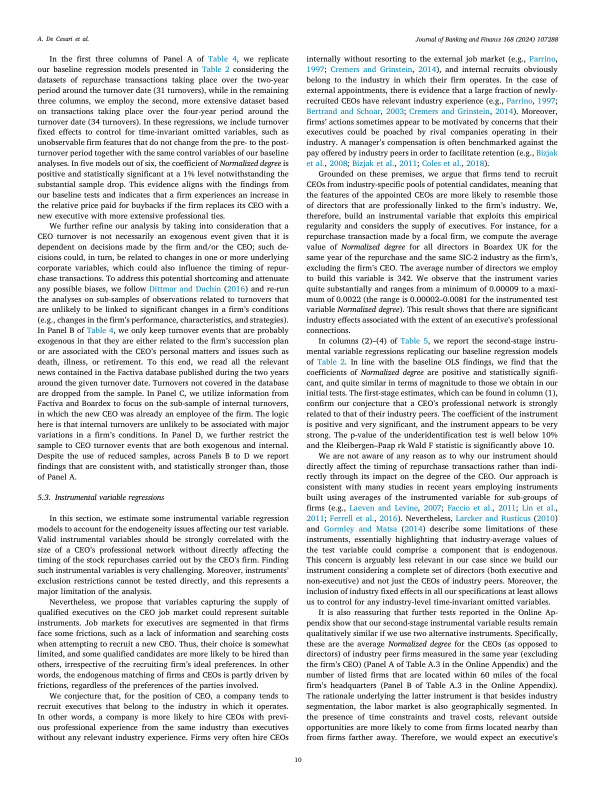 A. De Cesari et al.
Journal of Banking and Finance 168 (2024) 107288
In the first three columns of Panel A of Table 4, we replicate
our baseline regression models presented in Table 2 considering the
datasets of repurchase transactions taking place over the two-year
period around the turnover date (31 turnovers), while in the remaining
three columns, we employ the second, more extensive dataset based
on transactions taking place over the four-year period around the
turnover date (34 turnovers). In these regressions, we include turnover
fixed effects to control for time-invariant omitted variables, such as
unobservable firm features that do not change from the pre- to the post-
turnover period together with the same control variables of our baseline
analyses. In five models out of six, the coefficient of Normalized degree is
positive and statistically significant at a 1% level notwithstanding the
substantial sample drop. This evidence aligns with the findings from
our baseline tests and indicates that a firm experiences an increase in
the relative price paid for buybacks if the firm replaces its CEO with a
new executive with more extensive professional ties.
We further refine our analysis by taking into consideration that a
CEO turnover is not necessarily an exogenous event given that it is
dependent on decisions made by the firm and/or the CEO; such de-
cisions could, in turn, be related to changes in one or more underlying
corporate variables, which could also influence the timing of repur-
chase transactions. To address this potential shortcoming and attenuate
any possible biases, we follow Dittmar and Duchin (2016) and re-run
the analyses on sub-samples of observations related to turnovers that
are unlikely to be linked to significant changes in a firm's conditions
(e.g., changes in the firm's performance, characteristics, and strategies).
In Panel B of Table 4, we only keep turnover events that are probably
exogenous in that they are either related to the firm's succession plan
or are associated with the CEO's personal matters and issues such as
death, illness, or retirement. To this end, we read all the relevant
news contained in the Factiva database published during the two years
around the given turnover date. Turnovers not covered in the database
are dropped from the sample. In Panel C, we utilize information from
Factiva and Boardex to focus on the sub-sample of internal turnovers,
in which the new CEO was already an employee of the firm. The logic
here is that internal turnovers are unlikely to be associated with major
variations in a firm's conditions. In Panel D, we further restrict the
sample to CEO turnover events that are both exogenous and internal.
Despite the use of reduced samples, across Panels B to D we report
findings that are consistent with, and statistically stronger than, those
of Panel A.
5.3. Instrumental variable regressions
In this section, we estimate some instrumental variable regression
models to account for the endogeneity issues affecting our test variable.
Valid instrumental variables should be strongly correlated with the
size of a CEO's professional network without directly affecting the
timing of the stock repurchases carried out by the CEO's firm. Finding
such instrumental variables is very challenging. Moreover, instruments'
exclusion restrictions cannot be tested directly, and this represents a
major limitation of the analysis.
Nevertheless, we propose that variables capturing the supply of
qualified executives on the CEO job market could represent suitable
instruments. Job markets for executives are segmented in that firms
face some frictions, such as a lack of information and searching costs
when attempting to recruit a new CEO. Thus, their choice is somewhat
limited, and some qualified candidates are more likely to be hired than
others, irrespective of the recruiting firm's ideal preferences. In other
words, the endogenous matching of firms and CEOs is partly driven by
frictions, regardless of the preferences of the parties involved.
We conjecture that, for the position of CEO, a company tends to
recruit executives that belong to the industry in which it operates.
In other words, a company is more likely to hire CEOs with previ-
ous professional experience from the same industry than executives
without any relevant industry experience. Firms very often hire CEOs
internally without resorting to the external job market (e.g., Parrino,
1997; Cremers and Grinstein, 2014), and internal recruits obviously
belong to the industry in which their firm operates. In the case of
external appointments, there is evidence that a large fraction of newly-
recruited CEOs have relevant industry experience (e.g., Parrino, 1997;
Bertrand and Schoar, 2003; Cremers and Grinstein, 2014). Moreover,
firms' actions sometimes appear to be motivated by concerns that their
executives could be poached by rival companies operating in their
industry. A manager's compensation is often benchmarked against the
pay offered by industry peers in order to facilitate retention (e.g., Bizjak
et al., 2008; Bizjak et al., 2011; Coles et al., 2018).
Grounded on these premises, we argue that firms tend to recruit
CEOs from industry-specific pools of potential candidates, meaning that
the features of the appointed CEOs are more likely to resemble those
of directors that are professionally linked to the firm's industry. We,
therefore, build an instrumental variable that exploits this empirical
regularity and considers the supply of executives. For instance, for a
repurchase transaction made by a focal firm, we compute the average
value of Normalized degree for all directors in Boardex UK for the
same year of the repurchase and the same SIC-2 industry as the firm's,
excluding the firm's CEO. The average number of directors we employ
to build this variable is 342. We observe that the instrument varies
quite substantially and ranges from a minimum of 0.00009 to a maxi-
mum of 0.0022 (the range is 0.00002–0.0081 for the instrumented test
variable Normalized degree). This result shows that there are significant
industry effects associated with the extent of an executive's professional
connections.
In columns (2)–(4) of Table 5, we report the second-stage instru-
mental variable regressions replicating our baseline regression models
of Table 2. In line with the baseline OLS findings, we find that the
coefficients of Normalized degree are positive and statistically signifi-
cant, and quite similar in terms of magnitude to those we obtain in our
initial tests. The first-stage estimates, which can be found in column (1),
confirm our conjecture that a CEO's professional network is strongly
related to that of their industry peers. The coefficient of the instrument
is positive and very significant, and the instrument appears to be very
strong. The p-value of the underidentification test is well below 10%
and the Kleibergen–Paap rk Wald F statistic is significantly above 10.
We are not aware of any reason as to why our instrument should
directly affect the timing of repurchase transactions rather than indi-
rectly through its impact on the degree of the CEO. Our approach is
consistent with many studies in recent years employing instruments
built using averages of the instrumented variable for sub-groups of
firms (e.g., Laeven and Levine, 2007; Faccio et al., 2011; Lin et al.,
2011; Ferrell et al., 2016). Nevertheless, Larcker and Rusticus (2010)
and Gormley and Matsa (2014) describe some limitations of these
instruments, essentially highlighting that industry-average values of
the test variable could comprise a component that is endogenous.
This concern is arguably less relevant in our case since we build our
instrument considering a complete set of directors (both executive and
non-executive) and not just the CEOs of industry peers. Moreover, the
inclusion of industry fixed effects in all our specifications at least allows
us to control for any industry-level time-invariant omitted variables.
It is also reassuring that further tests reported in the Online Ap-
pendix show that our second-stage instrumental variable results remain
qualitatively similar if we use two alternative instruments. Specifically,
these are the average Normalized degree for the CEOs (as opposed to
directors) of industry peer firms measured in the same year (excluding
the firm's CEO) (Panel A of Table A.3 in the Online Appendix) and the
number of listed firms that are located within 60 miles of the focal
firm's headquarters (Panel B of Table A.3 in the Online Appendix).
The rationale underlying the latter instrument is that besides industry
segmentation, the labor market is also geographically segmented. In
the presence of time constraints and travel costs, relevant outside
opportunities are more likely to come from firms located nearby than
from firms farther away. Therefore, we would expect an executive's
10